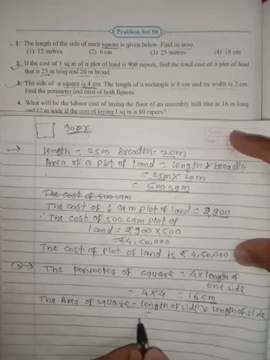 Problem Set 50
1. The length of the side of each square is given below. Find its area.
(1) 12 metres (2) 6 cm (3) 25 metres (4) 18 cm
2. If the cost of 1 sq m of a plot of land is 900 rupees, find the total cost of a plot of land
that is 25 m long and 20 m broad.
3. The side of a square is 4 cm. The length of a rectangle is 8 cm and its width is 2 cm.
Find the perimeter and area of both figures.
4. What will be the labour cost of laying the floor of an assembly hall that is 16 m long
and 12 m wide if the cost of laying 1 sq m is 80 rupees?
length = 25m breadth = 20m
Area of a plot of land = length × breadth
= 25m × 20m
= 500 sqm
The cost of 500 sqm
The cost of 1 sqm plot of land = ₹900
∴ The cost of 500 sqm plot of
land = ₹900 × 500
= ₹4,50,000
The cost of plot of land is ₹4,50,000
The perimeter of square = 4 × length of
one side
= 4 × 4 = 16cm
The Area of square = length of side × length of side
=